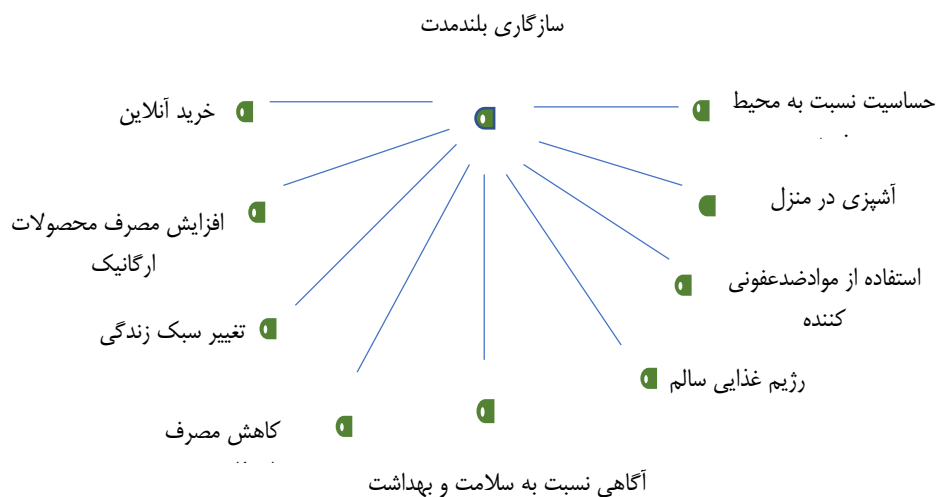 سازگاری بلندمدت
حساسیت نسبت به محیط
خرید آنلاین
آشپزی در منزل
افزایش مصرف محصولات
ارگانیک
استفاده از موادضدعفونی
کننده
تغییر سبک زندگی
رژیم غذایی سالم
کاهش مصرف
آگاهی نسبت به سلامت و بهداشت